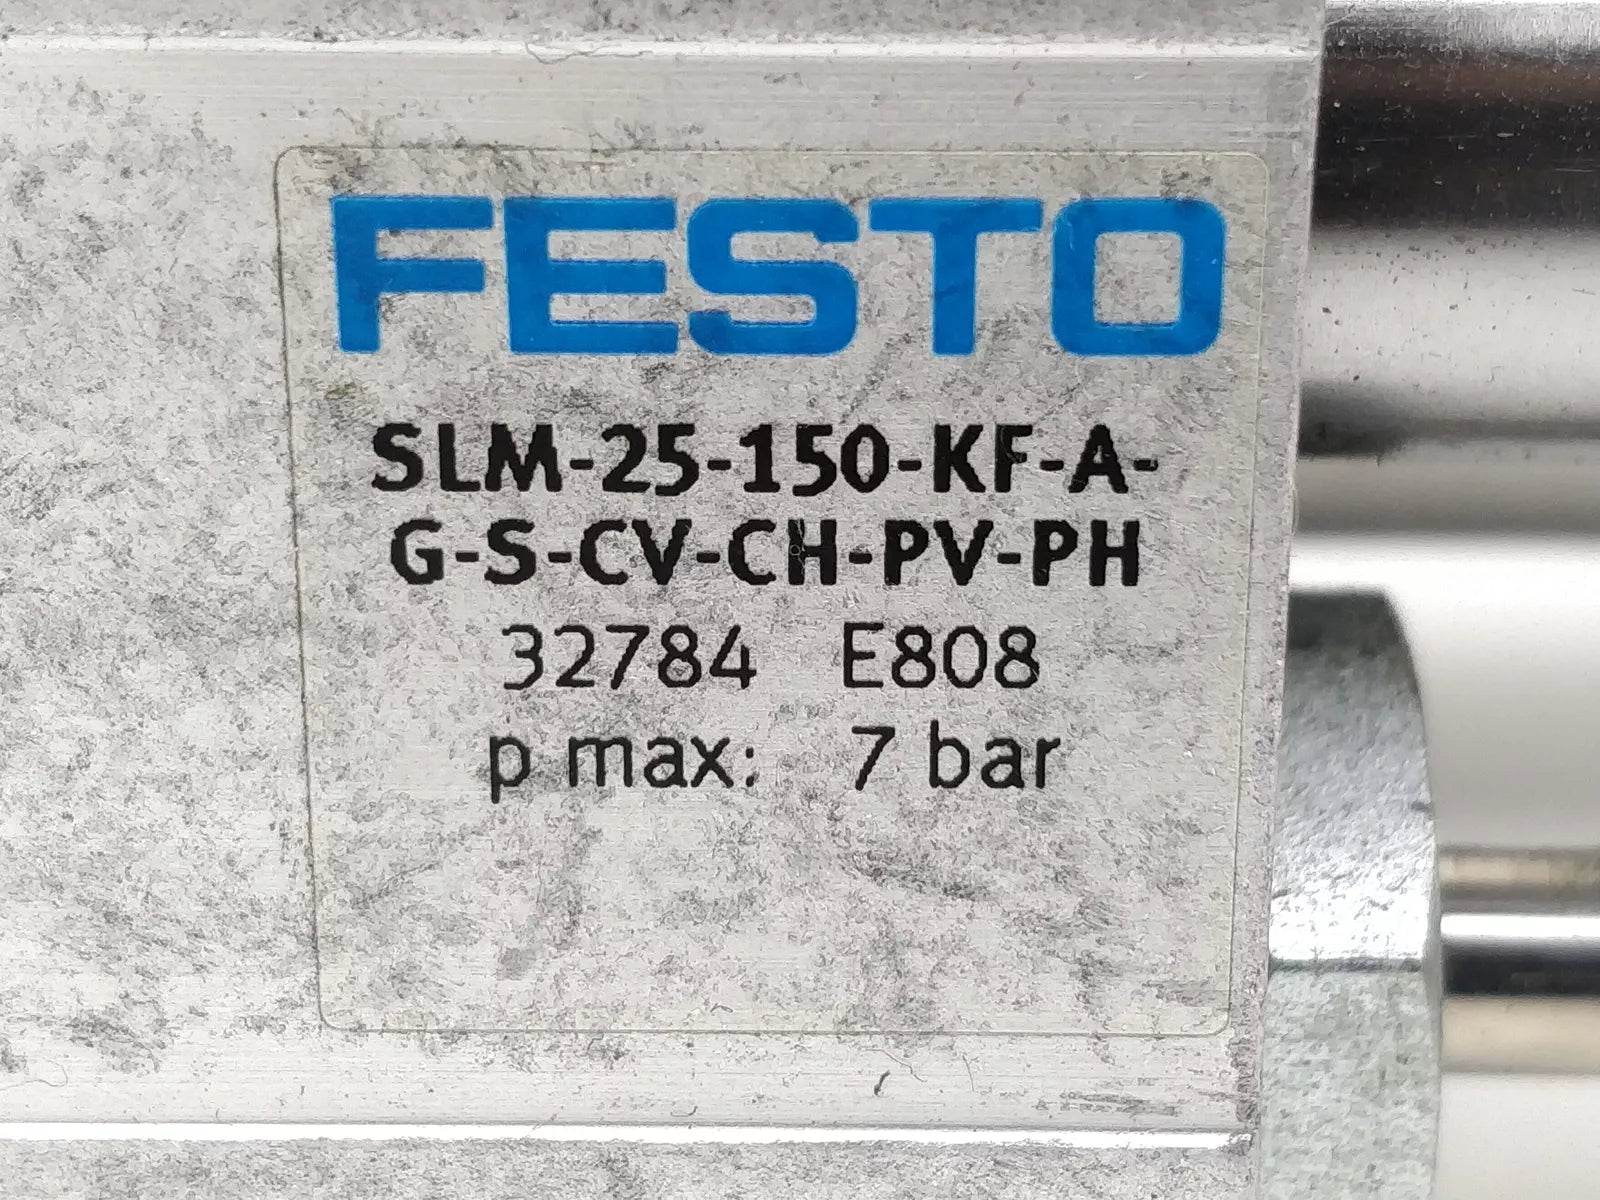 FESTO
SLM-25-150-KF-A-
G-S-CV-CH-PV-PH
32784 E808
p max: 7 bar